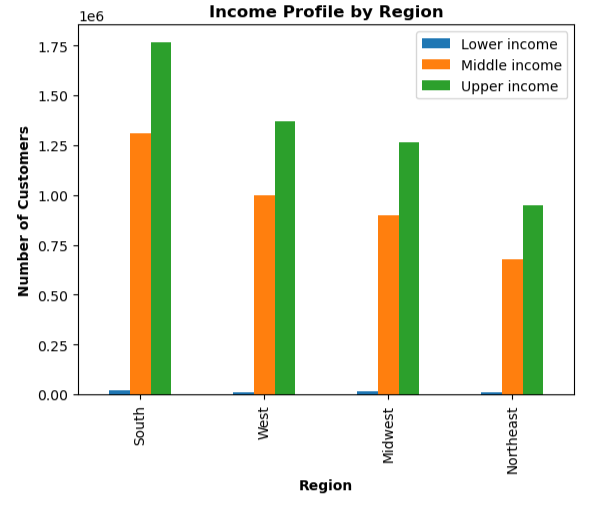 Income Profile by Region
1e6
Lower income
Middle income
Upper income
Number of Customers
1.75
1.50
1.25
1.00
0.75
0.50
0.25
0.00
South
West
Midwest
Northeast
Region